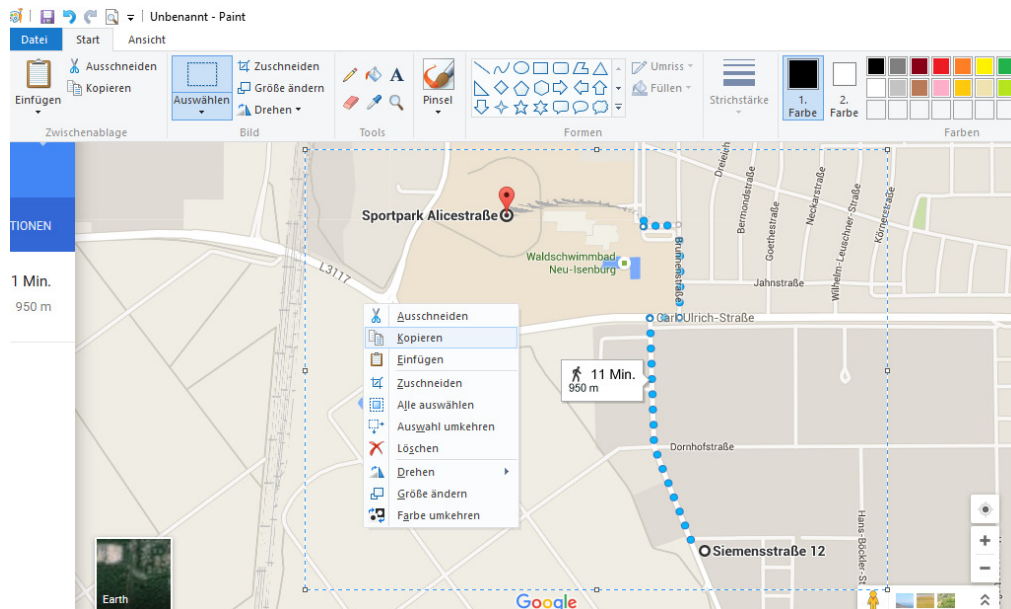 Unbenannt - Paint
Datei Start Ansicht
Einfügen
Ausschneiden
Kopieren
Zwischenablage
Auswählen
Zuschneiden
Größe ändern
Drehen
Bild
Tools
Pinsel
Umriss
Füllen
Formen
Strichstärke
1.
Farbe
2.
Farbe
Farben
TIONEN
1 Min.
950 m
L3117
Sportpark Alicestraße
Waldschwimmbad
Neu-Isenburg
Brunnenstraße
Dreieich
Bermondstraße
Goethestraße
Neckarstraße
Wilhelm-Leuschner-Straße
Körnerstraße
Jahnstraße
Carl-Ulrich-Straße
11 Min.
950 m
Dornhofstraße
Hans-Böckler-St
Siemensstraße 12
Ausschneiden
Kopieren
Einfügen
Zuschneiden
Alle auswählen
Auswahl umkehren
Löschen
Drehen
Größe ändern
Farbe umkehren
Earth
Google